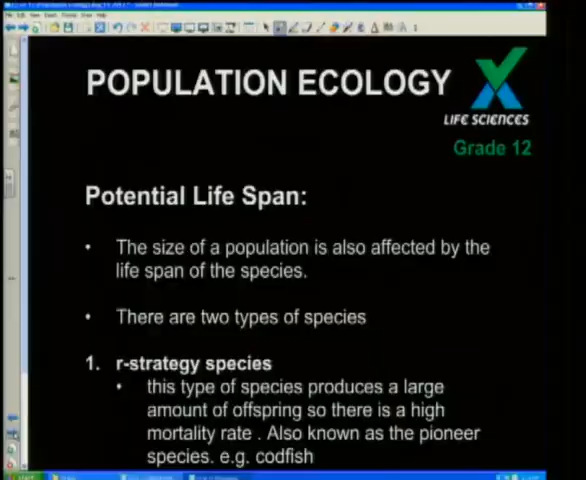 POPULATION ECOLOGY
LIFE SCIENCES
Grade 12
Potential Life Span:
• The size of a population is also affected by the
life span of the species.
• There are two types of species
1. r-strategy species
• this type of species produces a large
amount of offspring so there is a high
mortality rate . Also known as the pioneer
species. e.g. codfish